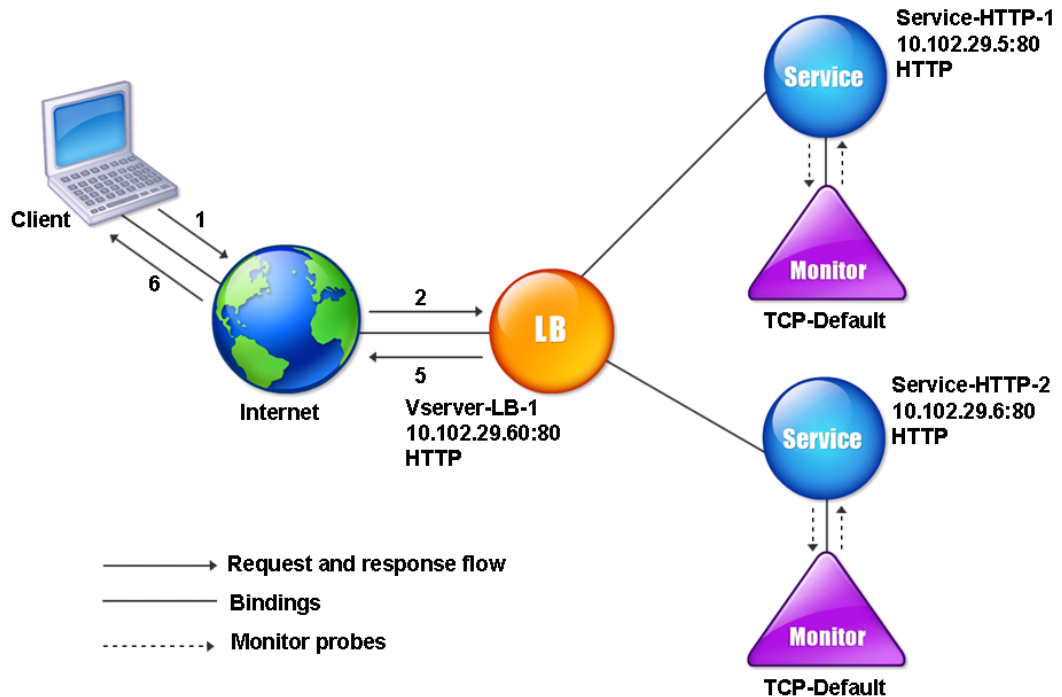 Service-HTTP-1
10.102.29.5:80
HTTP
Service
Client
1
6
Monitor
TCP-Default
2
LB
5
Internet
Vserver-LB-1
10.102.29.60:80
HTTP
Service-HTTP-2
10.102.29.6:80
HTTP
Service
Request and response flow
Bindings
Monitor probes
Monitor
TCP-Default